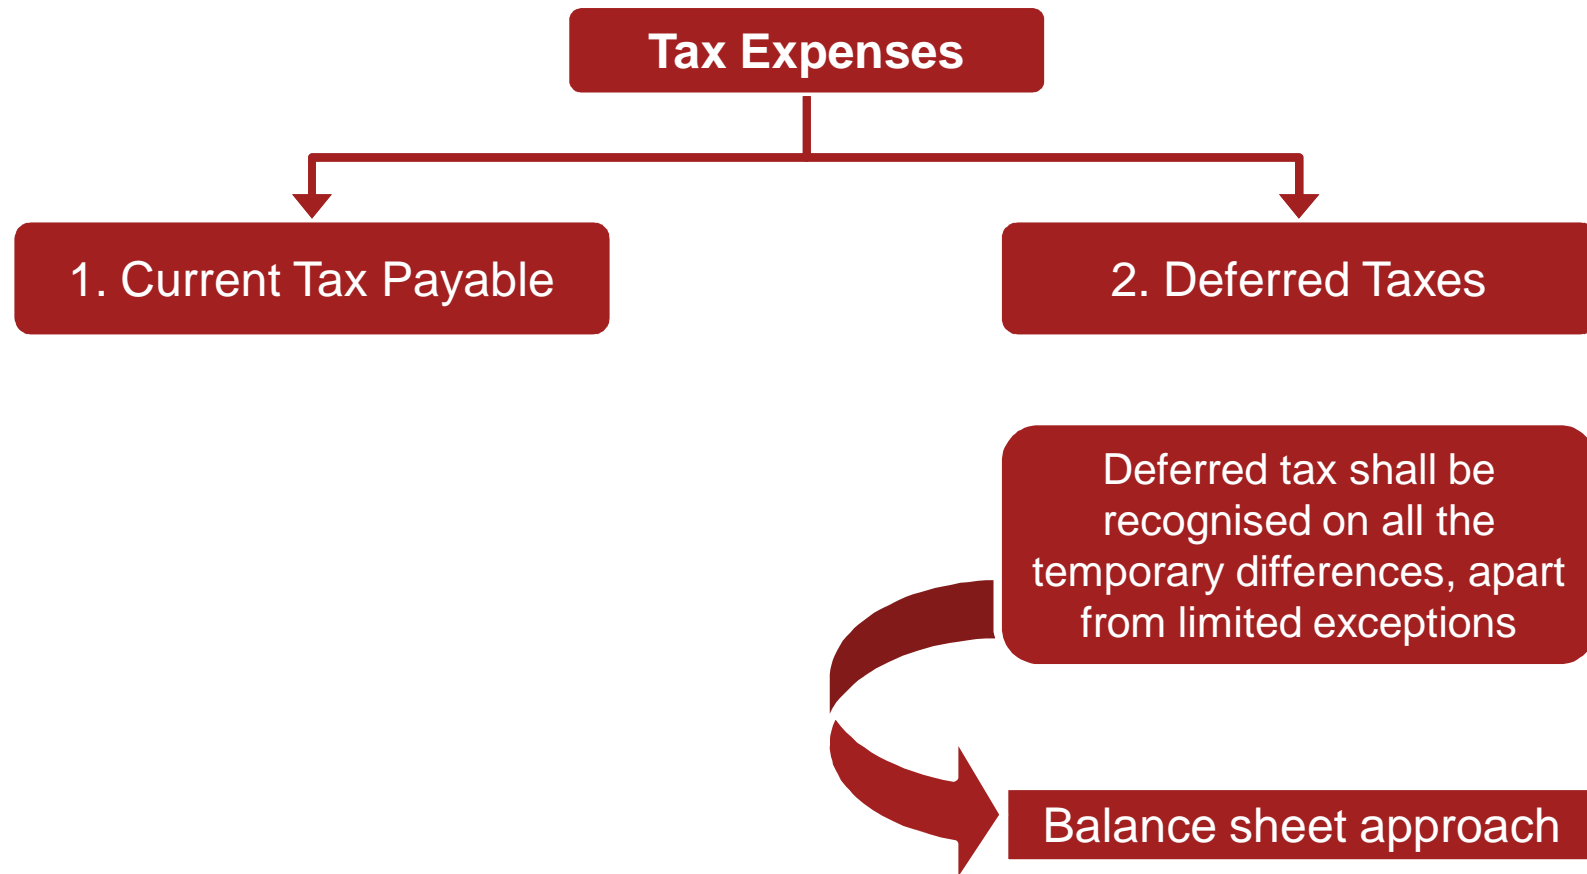 Tax Expenses
1. Current Tax Payable
2. Deferred Taxes
Deferred tax shall be
recognised on all the
temporary differences, apart
from limited exceptions
Balance sheet approach